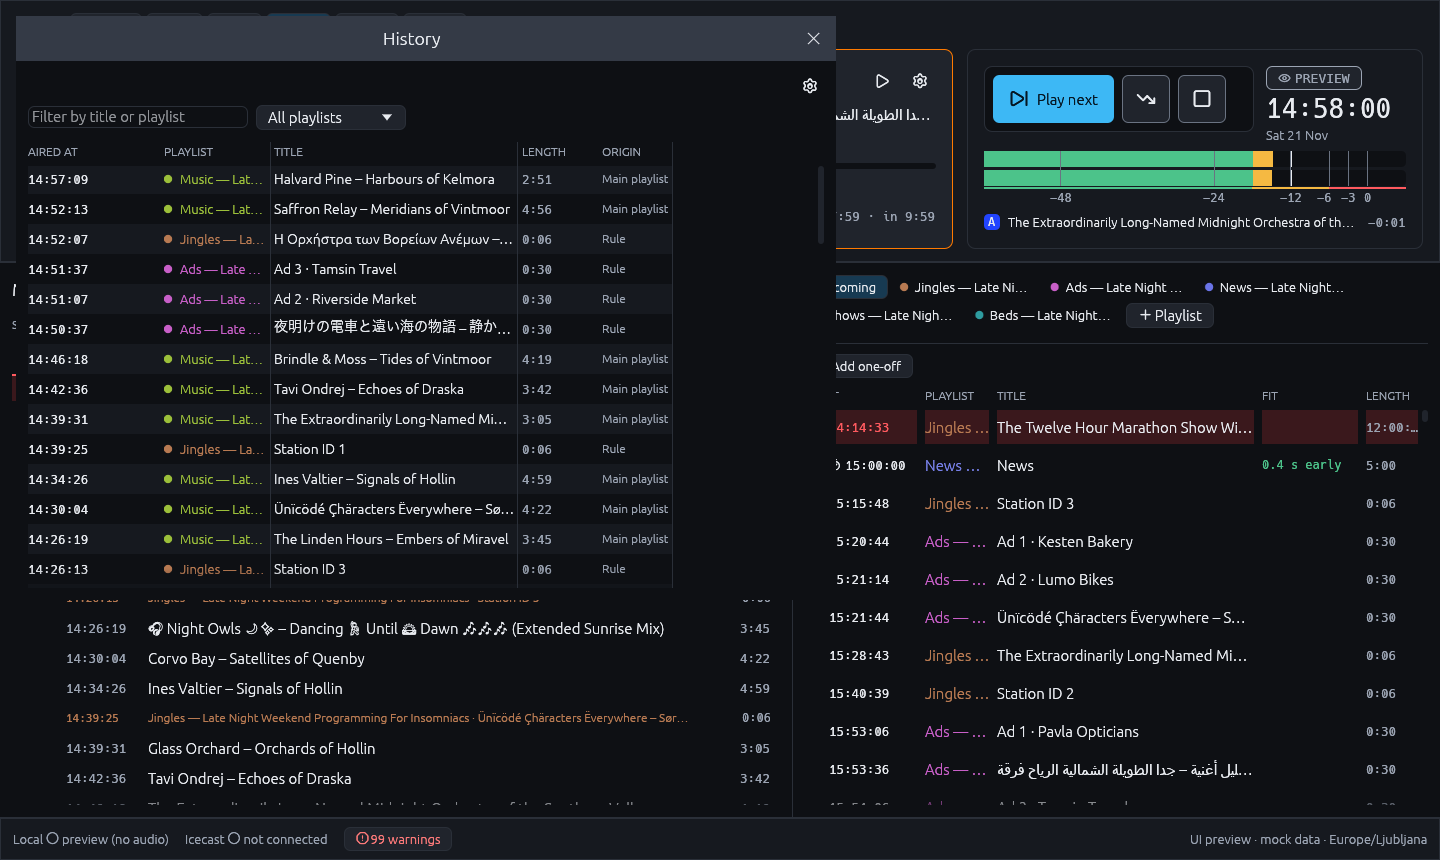 History
Filter by title or playlist
All playlists
AIRED AT PLAYLIST TITLE LENGTH ORIGIN
14:57:09 Music — Lat… Halvard Pine – Harbours of Kelmora 2:51 Main playlist
14:52:13 Music — Lat… Saffron Relay – Meridians of Vintmoor 4:56 Main playlist
14:52:07 Jingles — La… Η Ορχήστρα των Βορείων Ανέμων –… 0:06 Rule
14:51:37 Ads — Late … Ad 3 · Tamsin Travel 0:30 Rule
14:51:07 Ads — Late … Ad 2 · Riverside Market 0:30 Rule
14:50:37 Ads — Late … 夜明けの電車と遠い海の物語 – 静か… 0:30 Rule
14:46:18 Music — Lat… Brindle & Moss – Tides of Vintmoor 4:19 Main playlist
14:42:36 Music — Lat… Tavi Ondrej – Echoes of Draska 3:42 Main playlist
14:39:31 Music — Lat… The Extraordinarily Long-Named Mi… 3:05 Main playlist
14:39:25 Jingles — La… Station ID 1 0:06 Rule
14:34:26 Music — Lat… Ines Valtier – Signals of Hollin 4:59 Main playlist
14:30:04 Music — Lat… Ünïcödé Çhäracters Ëverywhere – Sø… 4:22 Main playlist
14:26:19 Music — Lat… The Linden Hours – Embers of Miravel 3:45 Main playlist
14:26:13 Jingles — La… Station ID 3 0:06 Rule
14:26:19 🎧 Night Owls 🌙✨ – Dancing 💃 Until 🌅 Dawn 🎶🎶🎶 (Extended Sunrise Mix) 3:45
14:30:04 Corvo Bay – Satellites of Quenby 4:22
14:34:26 Ines Valtier – Signals of Hollin 4:59
14:39:25 Jingles — Late Night Weekend Programming For Insomniacs · Ünïcödé Çhäracters Ëverywhere – Sør… 0:06
14:39:31 Glass Orchard – Orchards of Hollin 3:05
14:42:36 Tavi Ondrej – Echoes of Draska 3:42
جدا الطويلة الش…
:59 · in 9:59
Play next
PREVIEW
14:58:00
Sat 21 Nov
−48 −24 −12 −6 −3 0
A The Extraordinarily Long-Named Midnight Orchestra of th… −0:01
coming Jingles — Late Ni… Ads — Late Night … News — Late Night…
hows — Late Nigh… Beds — Late Night… + Playlist
Add one-off
PLAYLIST TITLE FIT LENGTH
4:14:33 Jingles … The Twelve Hour Marathon Show Wi… 12:00:…
15:00:00 News … News 0.4 s early 5:00
5:15:48 Jingles … Station ID 3 0:06
5:20:44 Ads — … Ad 1 · Kesten Bakery 0:30
5:21:14 Ads — … Ad 2 · Lumo Bikes 0:30
15:21:44 Ads — … Ünïcödé Çhäracters Ëverywhere – S… 0:30
15:28:43 Jingles … The Extraordinarily Long-Named Mi… 0:06
15:40:39 Jingles … Station ID 2 0:06
15:53:06 Ads — … Ad 1 · Pavla Opticians 0:30
15:53:36 Ads — … فرقة الرياح الشمالية الطويلة جدا – أغنية ليل… 0:30
Local preview (no audio) Icecast not connected 99 warnings UI preview · mock data · Europe/Ljubljana